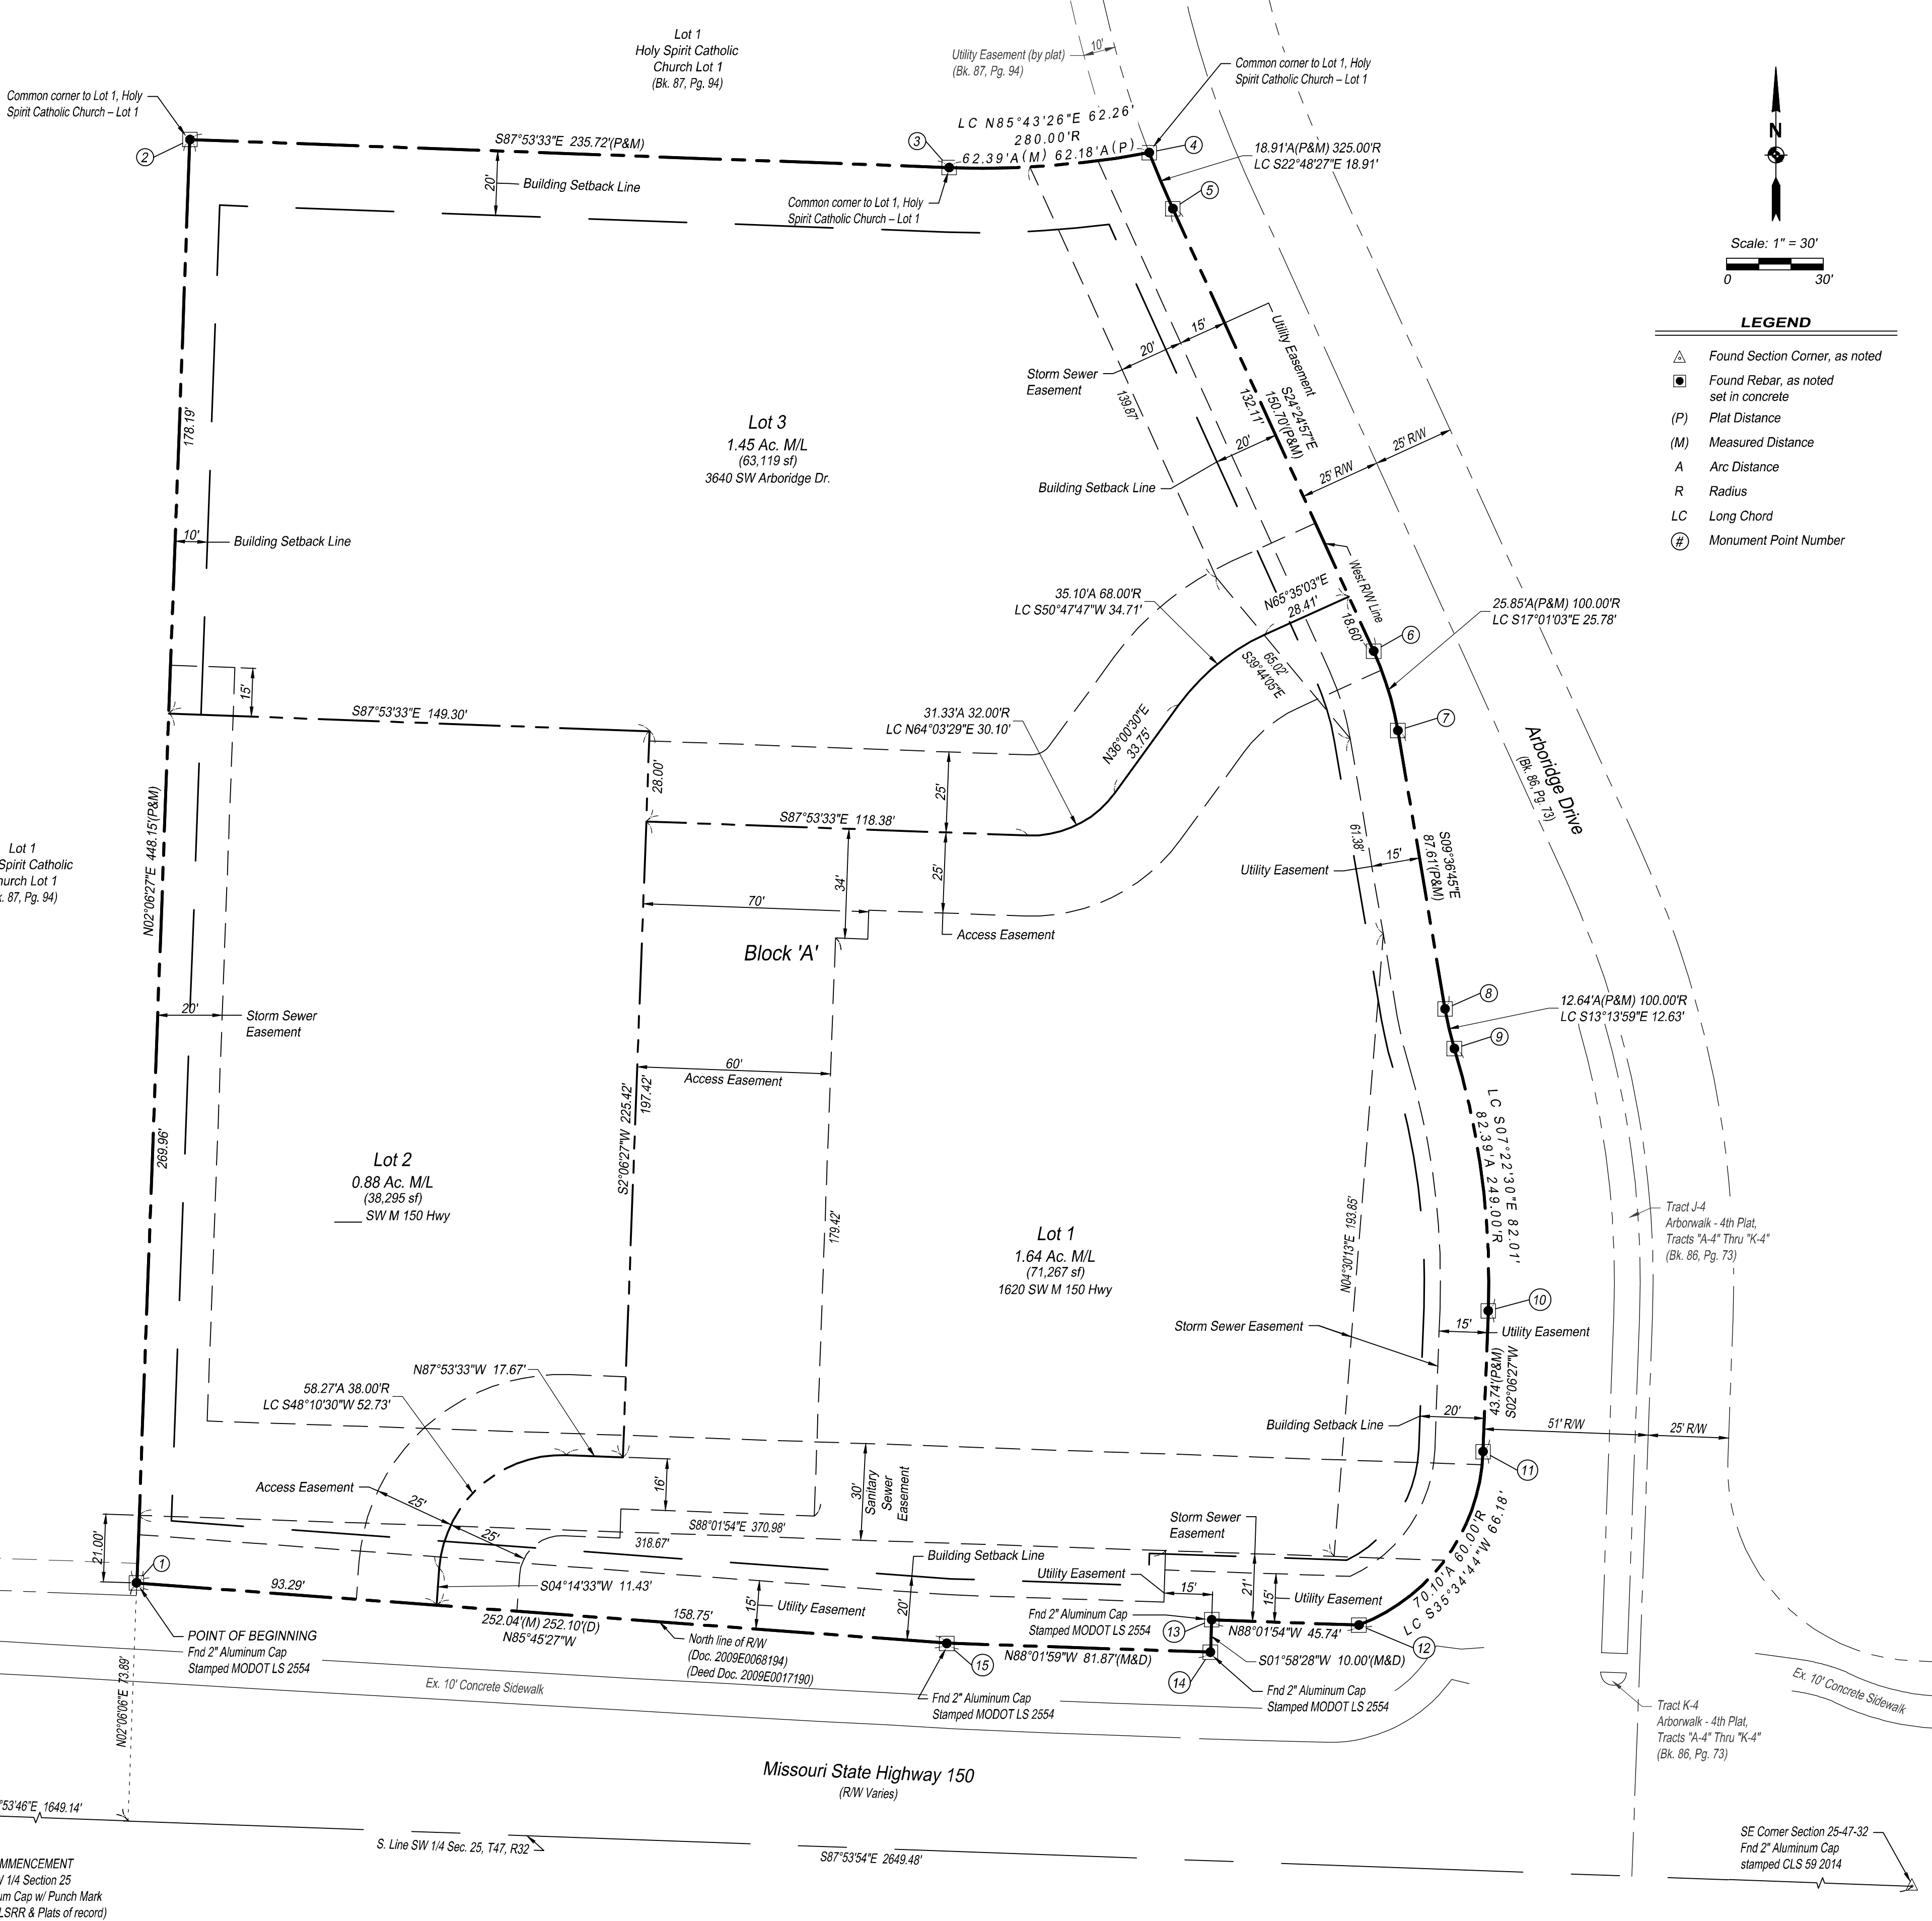 Lot 1
Holy Spirit Catholic
Church Lot 1
(Bk. 87, Pg. 94)
Utility Easement (by plat)
(Bk. 87, Pg. 94)
10'
Common corner to Lot 1, Holy
Spirit Catholic Church – Lot 1
Common corner to Lot 1, Holy
Spirit Catholic Church – Lot 1
2
S87°53'33"E 235.72'(P&M)
3
LC N85°43'26"E 62.26'
280.00'R
62.39'A(M) 62.18'A(P)
4
18.91'A(P&M) 325.00'R
LC S22°48'27"E 18.91'
5
20'
Building Setback Line
Common corner to Lot 1, Holy
Spirit Catholic Church – Lot 1
N
Scale: 1" = 30'
0 30'
LEGEND
Found Section Corner, as noted
Found Rebar, as noted
set in concrete
(P) Plat Distance
(M) Measured Distance
A Arc Distance
R Radius
LC Long Chord
# Monument Point Number
15'
Utility Easement
20'
Storm Sewer
Easement
139.87'
132.11'
150.70'(P&M)
S24°24'57"E
20'
Building Setback Line
25' R/W
25' R/W
178.19'
Lot 3
1.45 Ac. M/L
(63,119 sf)
3640 SW Arboridge Dr.
10'
Building Setback Line
West R/W Line
35.10'A 68.00'R
LC S50°47'47"W 34.71'
N65°35'03"E
28.41'
18.60'
6
25.85'A(P&M) 100.00'R
LC S17°01'03"E 25.78'
65.02'
S39°44'05"E
15'
S87°53'33"E 149.30'
31.33'A 32.00'R
LC N64°03'29"E 30.10'
N36°00'30"E
33.75'
7
Arboridge Drive
(Bk. 86, Pg. 73)
28.00'
25'
S87°53'33"E 118.38'
N02°06'27"E 448.15'(P&M)
Lot 1
Spirit Catholic
urch Lot 1
k. 87, Pg. 94)
34'
25'
61.38'
15'
Utility Easement
S09°36'45"E
87.61'(P&M)
70'
Access Easement
Block 'A'
8
12.64'A(P&M) 100.00'R
LC S13°13'59"E 12.63'
9
20'
Storm Sewer
Easement
60'
Access Easement
S2°06'27"W 225.42'
197.42'
269.96'
LC S07°22'30"E 82.01'
82.39'A 249.00'R
Lot 2
0.88 Ac. M/L
(38,295 sf)
___ SW M 150 Hwy
179.42'
Lot 1
1.64 Ac. M/L
(71,267 sf)
1620 SW M 150 Hwy
N04°30'13"E 193.85'
Tract J-4
Arborwalk - 4th Plat,
Tracts "A-4" Thru "K-4"
(Bk. 86, Pg. 73)
10
Storm Sewer Easement
15'
Utility Easement
43.74'(P&M)
S02°09'27"W
N87°53'33"W 17.67'
58.27'A 38.00'R
LC S48°10'30"W 52.73'
Building Setback Line
20'
51' R/W
25' R/W
11
Access Easement
25'
25'
16'
30'
Sanitary
Sewer
Easement
S88°01'54"E 370.98'
318.67'
Storm Sewer
Easement
70.10'A 60.00'R
LC S35°34'44"W 66.18'
21.00'
1
93.29'
S04°14'33"W 11.43'
Building Setback Line
Utility Easement
15'
21'
15'
Utility Easement
15'
Utility Easement
20'
252.04'(M) 252.10'(D)
N85°45'27"W
158.75'
Fnd 2" Aluminum Cap
Stamped MODOT LS 2554
13
N88°01'54"W 45.74'
12
POINT OF BEGINNING
Fnd 2" Aluminum Cap
Stamped MODOT LS 2554
North line of R/W
(Doc. 2009E0068194)
(Deed Doc. 2009E0017190)
15
N88°01'59"W 81.87'(M&D)
14
S01°58'28"W 10.00'(M&D)
Fnd 2" Aluminum Cap
Stamped MODOT LS 2554
Fnd 2" Aluminum Cap
Stamped MODOT LS 2554
Ex. 10' Concrete Sidewalk
Ex. 10' Concrete Sidewalk
Tract K-4
Arborwalk - 4th Plat,
Tracts "A-4" Thru "K-4"
(Bk. 86, Pg. 73)
N02°06'06"E 73.89'
Missouri State Highway 150
(R/W Varies)
°53'46"E 1649.14'
S. Line SW 1/4 Sec. 25, T47, R32
S87°53'54"E 2649.48'
SE Corner Section 25-47-32
Fnd 2" Aluminum Cap
stamped CLS 59 2014
MMENCEMENT
V 1/4 Section 25
um Cap w/ Punch Mark
LSRR & Plats of record)